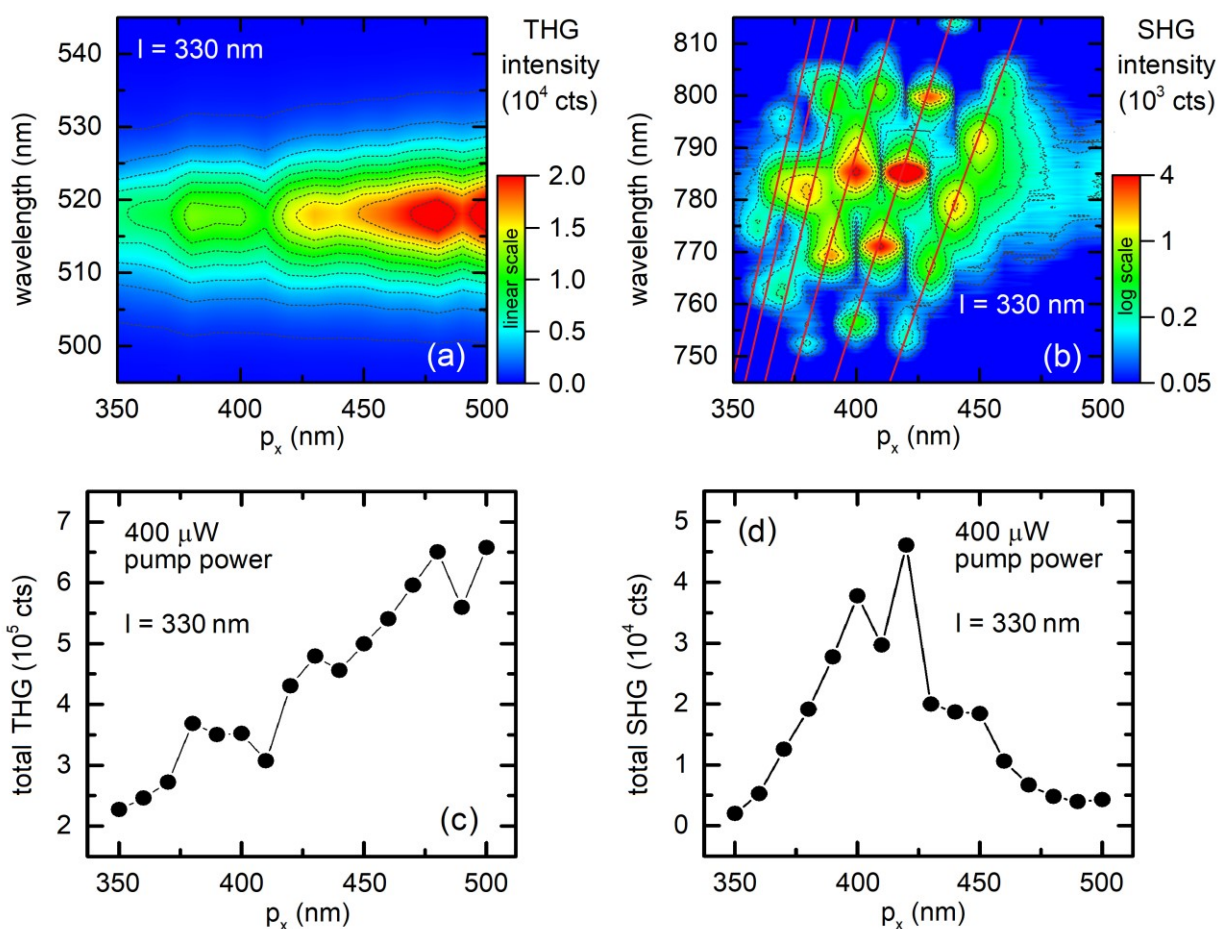 l = 330 nm
THG
intensity
(10⁴ cts)
540
530
520
510
500
wavelength (nm)
2.0
1.5
1.0
0.5
0.0
linear scale
(a)
350
400
450
500
pₓ (nm)
SHG
intensity
(10³ cts)
810
800
790
780
770
760
750
wavelength (nm)
4
1
0.2
0.05
log scale
l = 330 nm
(b)
350
400
450
500
pₓ (nm)
7
6
5
4
3
2
total THG (10⁵ cts)
400 µW
pump power
l = 330 nm
(c)
350
400
450
500
pₓ (nm)
5
4
3
2
1
0
total SHG (10⁴ cts)
(d)
400 µW
pump power
l = 330 nm
350
400
450
500
pₓ (nm)